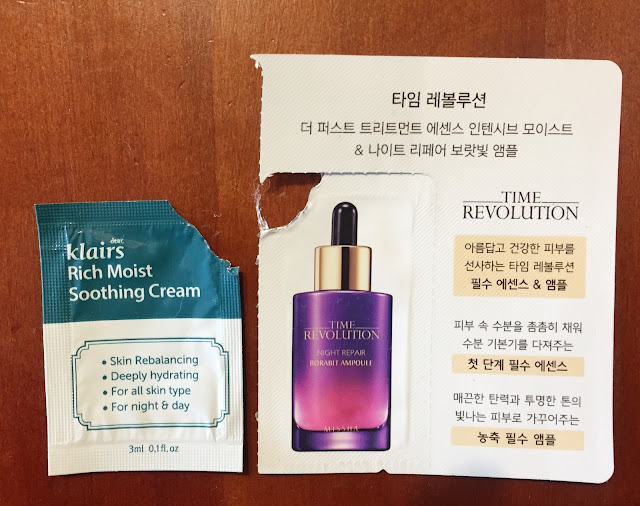 dear,
klairs
Rich Moist
Soothing Cream
• Skin Rebalancing
• Deeply hydrating
• For all skin type
• For night & day
3ml 0.1fl.oz
타임 레볼루션
더 퍼스트 트리트먼트 에센스 인텐시브 모이스트
& 나이트 리페어 보랏빛 앰플
TIME
REVOLUTION
NIGHT REPAIR
BORABIT AMPOULE
MISSHA
TIME
REVOLUTION
아름답고 건강한 피부를
선사하는 타임 레볼루션
필수 에센스 & 앰플
피부 속 수분을 촘촘히 채워
수분 기본기를 다져주는
첫 단계 필수 에센스
매끈한 탄력과 투명한 톤의
빛나는 피부로 가꾸어주는
농축 필수 앰플